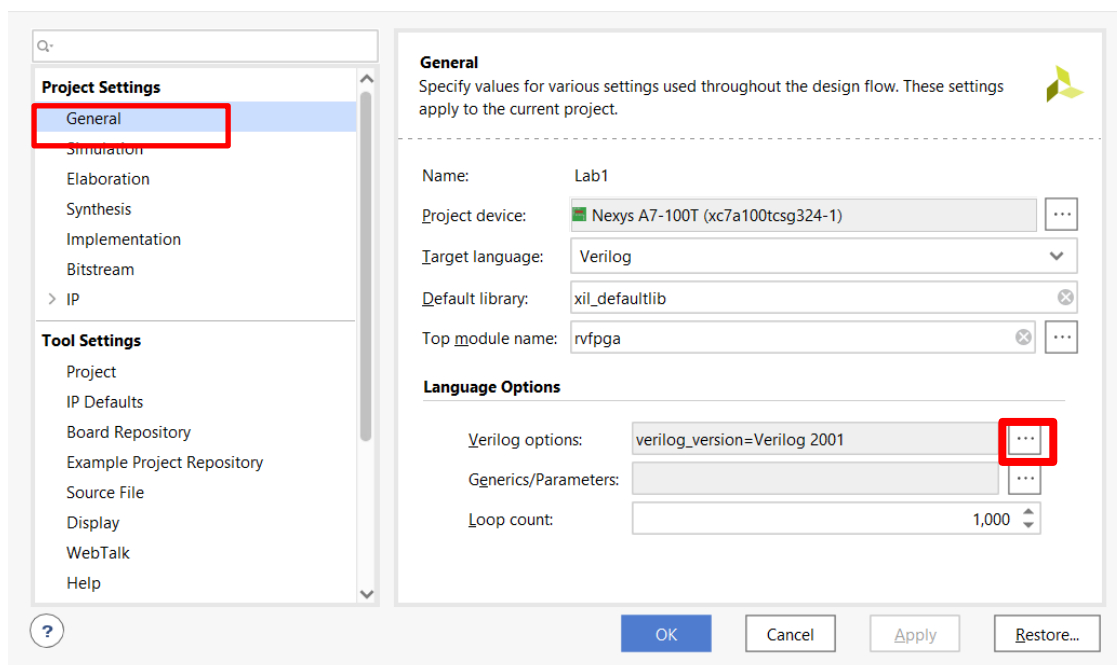 Project Settings
General
Simulation
Elaboration
Synthesis
Implementation
Bitstream
IP
Tool Settings
Project
IP Defaults
Board Repository
Example Project Repository
Source File
Display
WebTalk
Help
General
Specify values for various settings used throughout the design flow. These settings
apply to the current project.
Name: Lab1
Project device: Nexys A7-100T (xc7a100tcsg324-1) ...
Target language: Verilog
Default library: xil_defaultlib
Top module name: rvfpga ...
Language Options
Verilog options: verilog_version=Verilog 2001 ...
Generics/Parameters: ...
Loop count: 1,000
? OK Cancel Apply Restore...